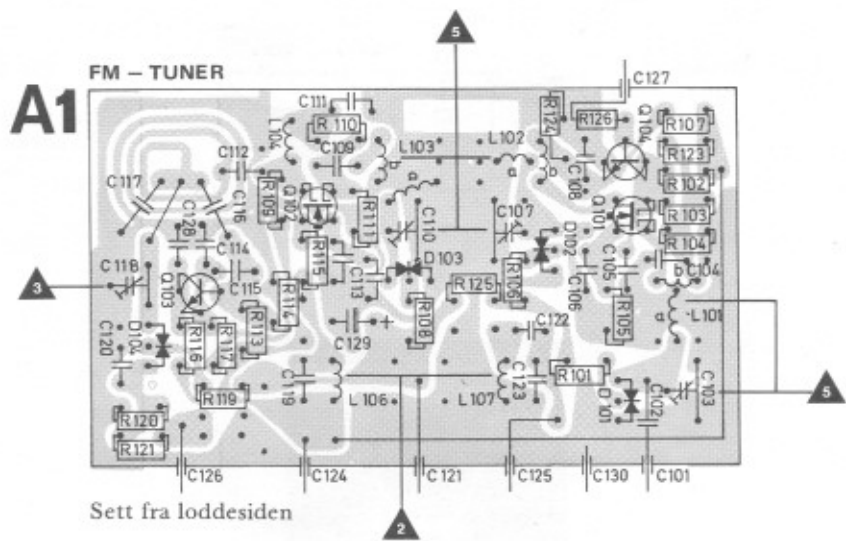 5
FM – TUNER
A1
C127
C111
R110
L104
L103
L102
R124
R126
Q104
R107
R123
R102
R103
R104
C112
C109
b
a
a
b
C108
C117
R109
Q102
R111
C116
C128
C110
C107
Q101
C118
C114
C115
R115
D103
D102
C105
C106
b
C104
3
Q103
C113
R125
R106
a
L101
R114
R108
C129
+
C122
R105
D104
C120
R116
R117
R113
R119
C119
L106
L107
C123
R101
D101
C102
C103
5
R120
R121
C126
C124
C121
C125
C130
C101
Sett fra loddesiden
2